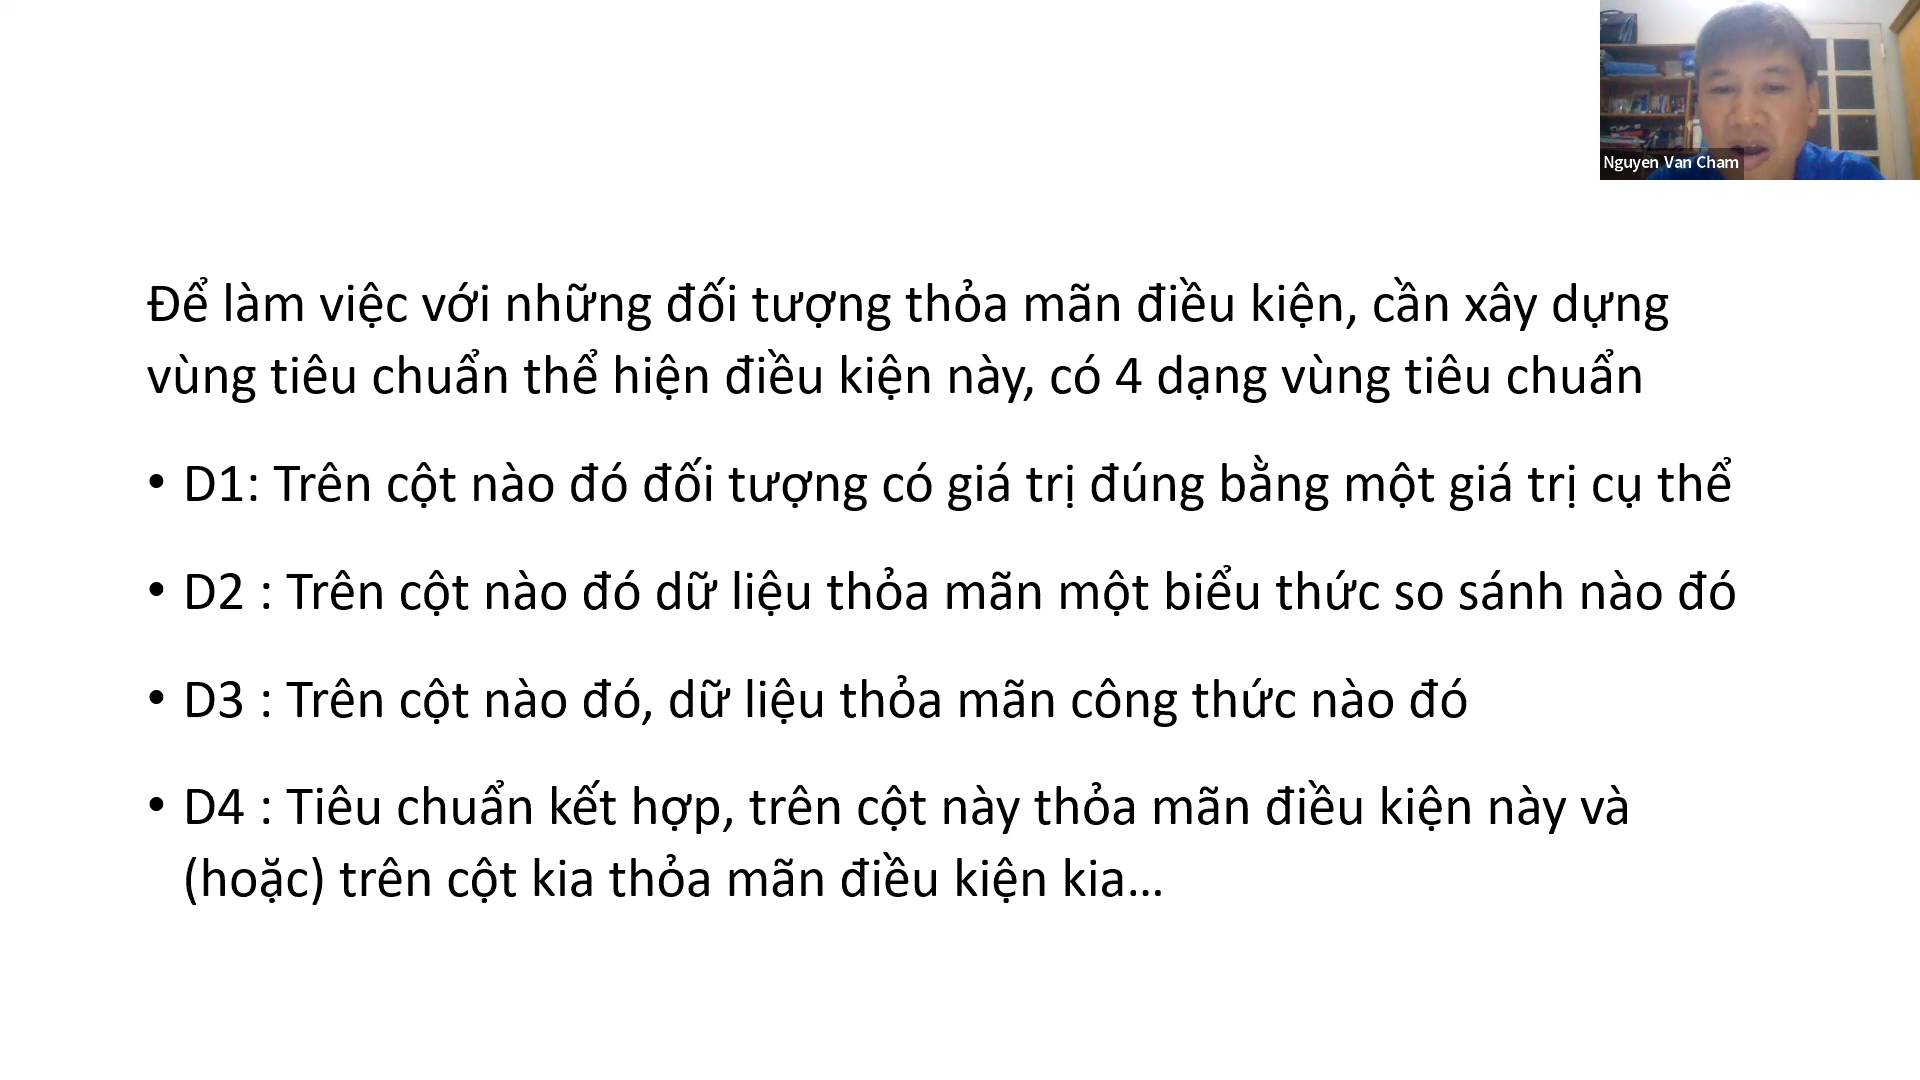 Nguyen Van Cham
Để làm việc với những đối tượng thỏa mãn điều kiện, cần xây dựng
vùng tiêu chuẩn thể hiện điều kiện này, có 4 dạng vùng tiêu chuẩn
• D1: Trên cột nào đó đối tượng có giá trị đúng bằng một giá trị cụ thể
• D2 : Trên cột nào đó dữ liệu thỏa mãn một biểu thức so sánh nào đó
• D3 : Trên cột nào đó, dữ liệu thỏa mãn công thức nào đó
• D4 : Tiêu chuẩn kết hợp, trên cột này thỏa mãn điều kiện này và
(hoặc) trên cột kia thỏa mãn điều kiện kia…